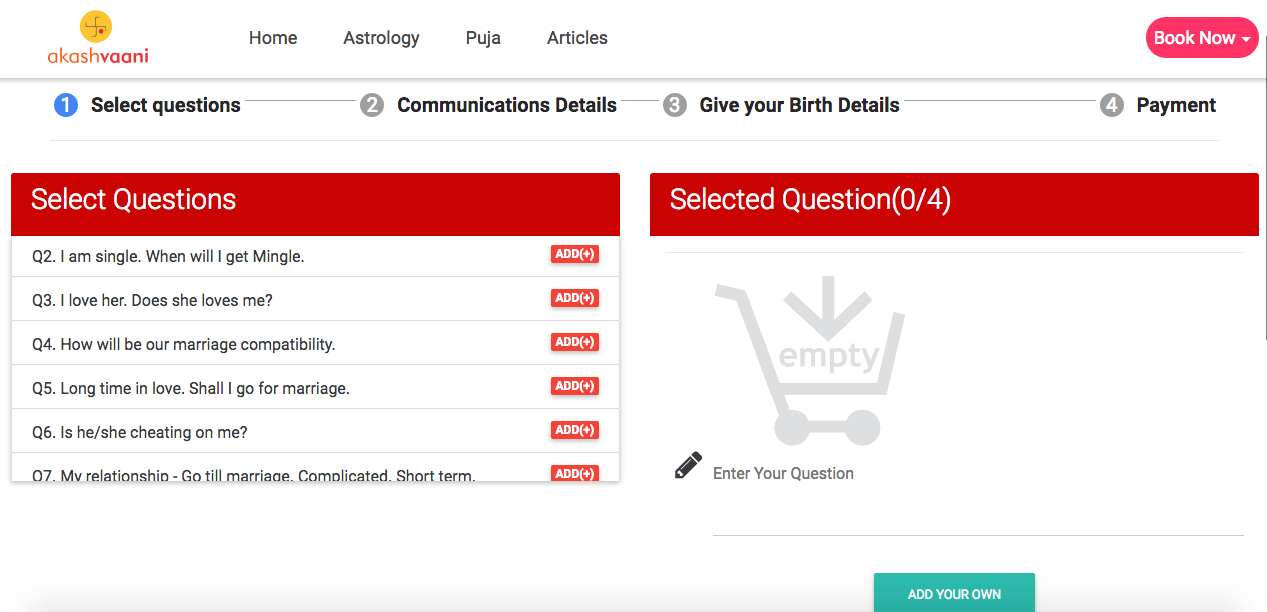 akashvaani
Home Astrology Puja Articles
Book Now
1 Select questions
2 Communications Details
3 Give your Birth Details
4 Payment
Select Questions
Q2. I am single. When will I get Mingle. ADD(+)
Q3. I love her. Does she loves me? ADD(+)
Q4. How will be our marriage compatibility. ADD(+)
Q5. Long time in love. Shall I go for marriage. ADD(+)
Q6. Is he/she cheating on me? ADD(+)
Q7. My relationship - Go till marriage. Complicated. Short term. ADD(+)
Selected Question(0/4)
empty
Enter Your Question
ADD YOUR OWN